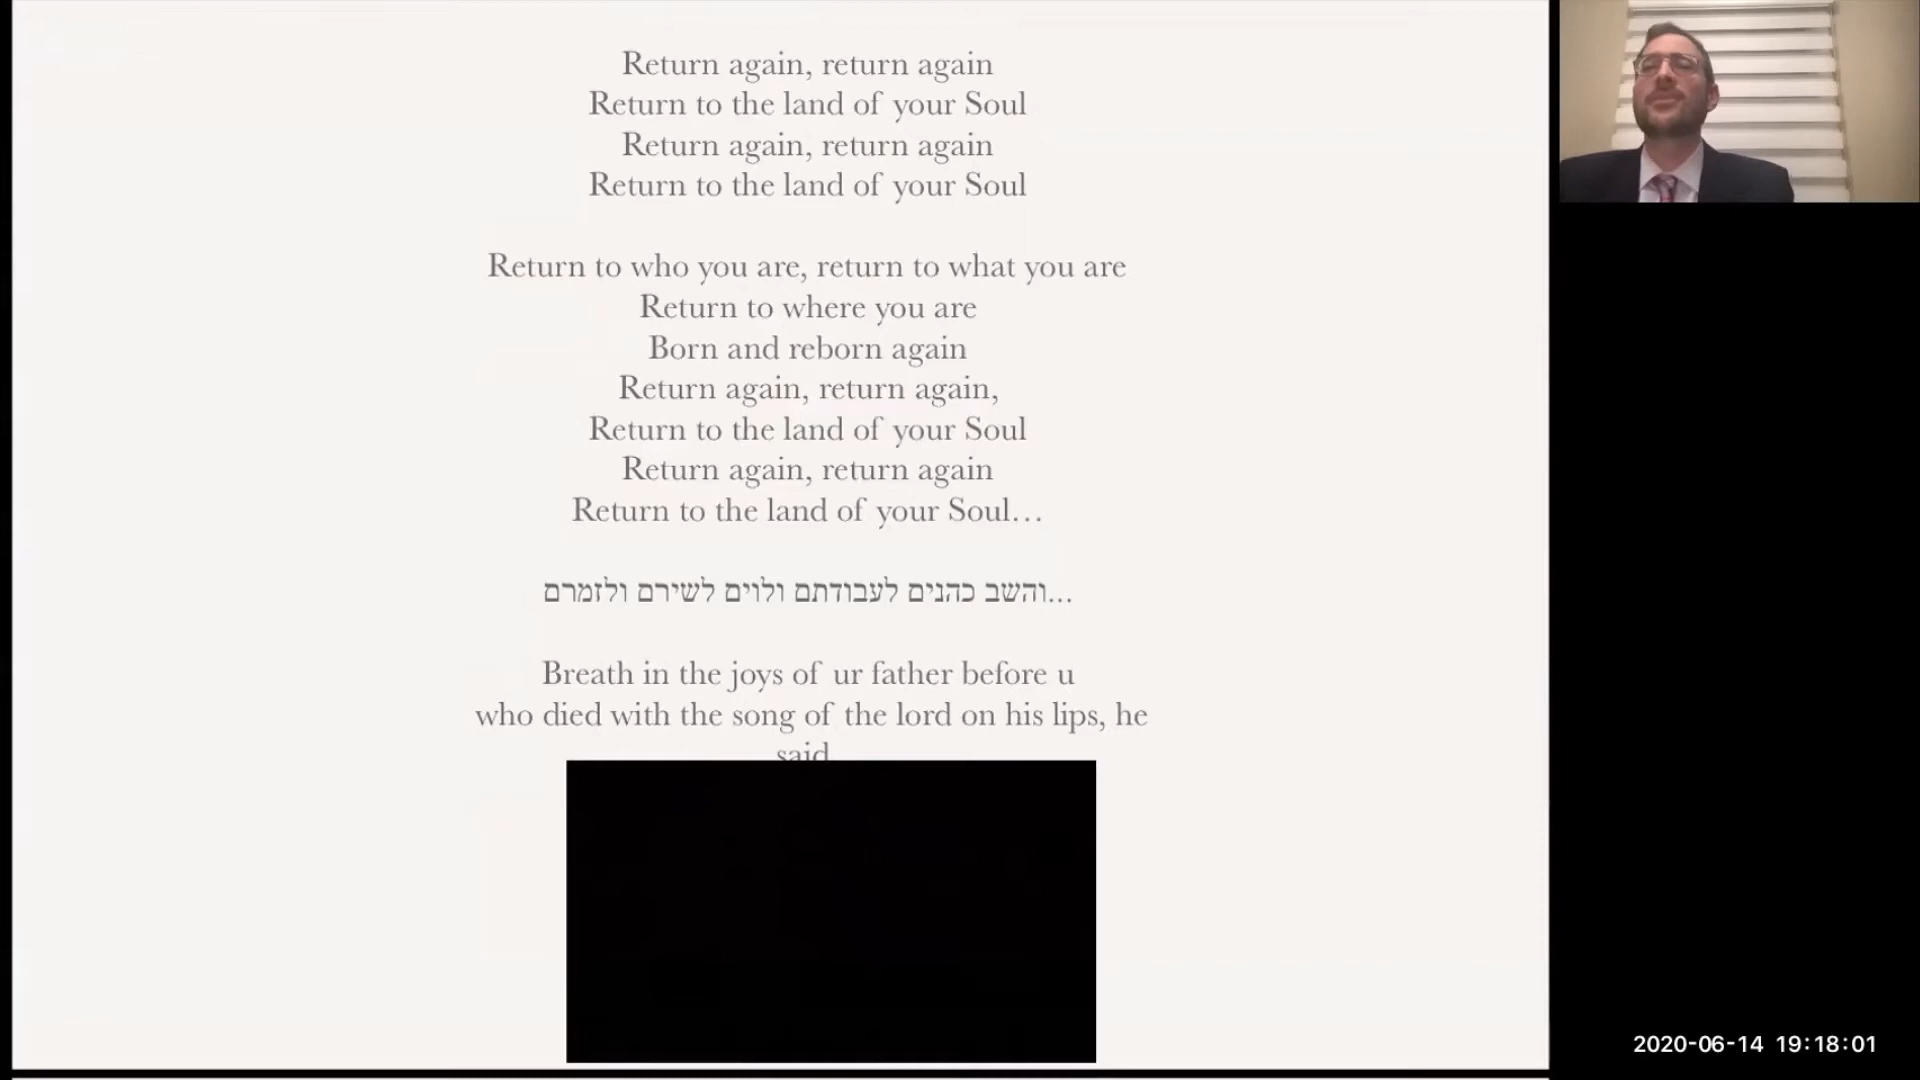 Return again, return again
Return to the land of your Soul
Return again, return again
Return to the land of your Soul
Return to who you are, return to what you are
Return to where you are
Born and reborn again
Return again, return again,
Return to the land of your Soul
Return again, return again
Return to the land of your Soul…
והשב כהנים לעבודתם ולוים לשירם ולזמרם...
Breath in the joys of ur father before u
who died with the song of the lord on his lips, he
said
2020-06-14 19:18:01